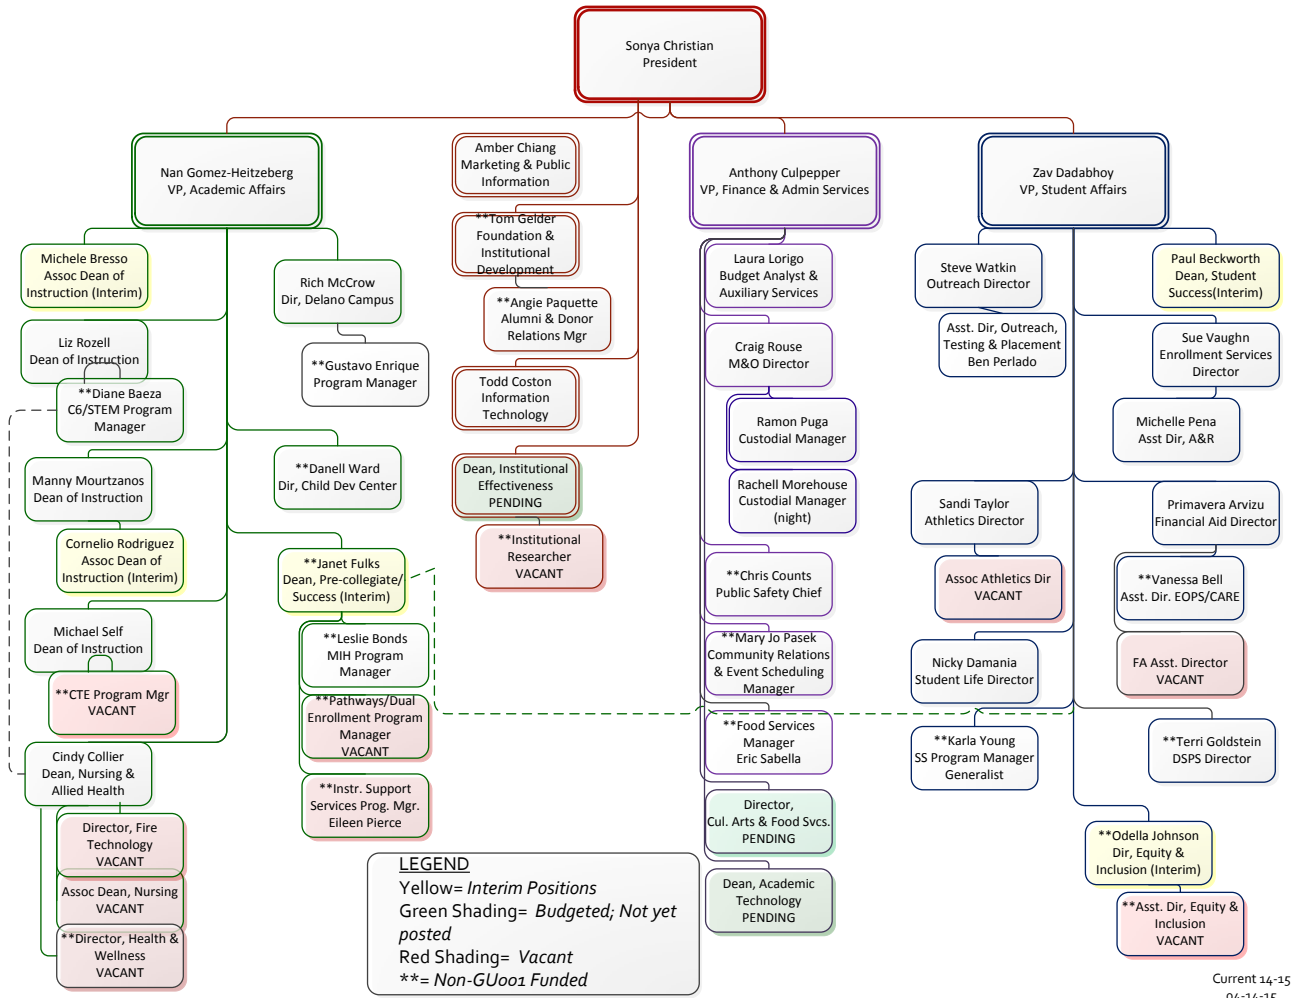 Sonya Christian
President
Nan Gomez-Heitzeberg
VP, Academic Affairs
Amber Chiang
Marketing & Public
Information
Anthony Culpepper
VP, Finance & Admin Services
Zav Dadabhoy
VP, Student Affairs
Michele Bresso
Assoc Dean of
Instruction (Interim)
Rich McCrow
Dir, Delano Campus
**Gustavo Enrique
Program Manager
Liz Rozell
Dean of Instruction
**Diane Baeza
C6/STEM Program
Manager
**Danell Ward
Dir, Child Dev Center
Manny Mourtzanos
Dean of Instruction
Cornelio Rodriguez
Assoc Dean of
Instruction (Interim)
**Janet Fulks
Dean, Pre-collegiate/
Success (Interim)
Michael Self
Dean of Instruction
**CTE Program Mgr
VACANT
**Leslie Bonds
MIH Program
Manager
**Pathways/Dual
Enrollment Program
Manager
VACANT
**Instr. Support
Services Prog. Mgr.
Eileen Pierce
Cindy Collier
Dean, Nursing &
Allied Health
Director, Fire
Technology
VACANT
Assoc Dean, Nursing
VACANT
**Director, Health &
Wellness
VACANT
**Tom Gelder
Foundation &
Institutional
Development
**Angie Paquette
Alumni & Donor
Relations Mgr
Todd Coston
Information
Technology
Dean, Institutional
Effectiveness
PENDING
**Institutional
Researcher
VACANT
Laura Lorigo
Budget Analyst &
Auxiliary Services
Craig Rouse
M&O Director
Ramon Puga
Custodial Manager
Rachell Morehouse
Custodial Manager
(night)
**Chris Counts
Public Safety Chief
**Mary Jo Pasek
Community Relations
& Event Scheduling
Manager
**Food Services
Manager
Eric Sabella
Director,
Cul. Arts & Food Svcs.
PENDING
Dean, Academic
Technology
PENDING
Steve Watkin
Outreach Director
Asst. Dir, Outreach,
Testing & Placement
Ben Perlado
Paul Beckworth
Dean, Student
Success(Interim)
Sue Vaughn
Enrollment Services
Director
Michelle Pena
Asst Dir, A&R
Sandi Taylor
Athletics Director
Assoc Athletics Dir
VACANT
Primavera Arvizu
Financial Aid Director
**Vanessa Bell
Asst. Dir. EOPS/CARE
FA Asst. Director
VACANT
Nicky Damania
Student Life Director
**Karla Young
SS Program Manager
Generalist
**Terri Goldstein
DSPS Director
**Odella Johnson
Dir, Equity &
Inclusion (Interim)
**Asst. Dir, Equity &
Inclusion
VACANT
LEGEND
Yellow= Interim Positions
Green Shading= Budgeted; Not yet
posted
Red Shading= Vacant
**= Non-GU001 Funded
Current 14-15
04-14-15